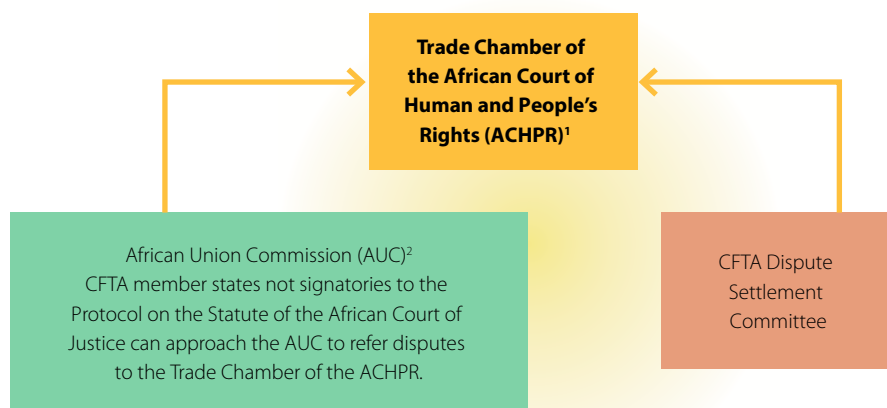 Trade Chamber of
the African Court of
Human and People's
Rights (ACHPR)¹
African Union Commission (AUC)²
CFTA member states not signatories to the
Protocol on the Statute of the African Court of
Justice can approach the AUC to refer disputes
to the Trade Chamber of the ACHPR.
CFTA Dispute
Settlement
Committee